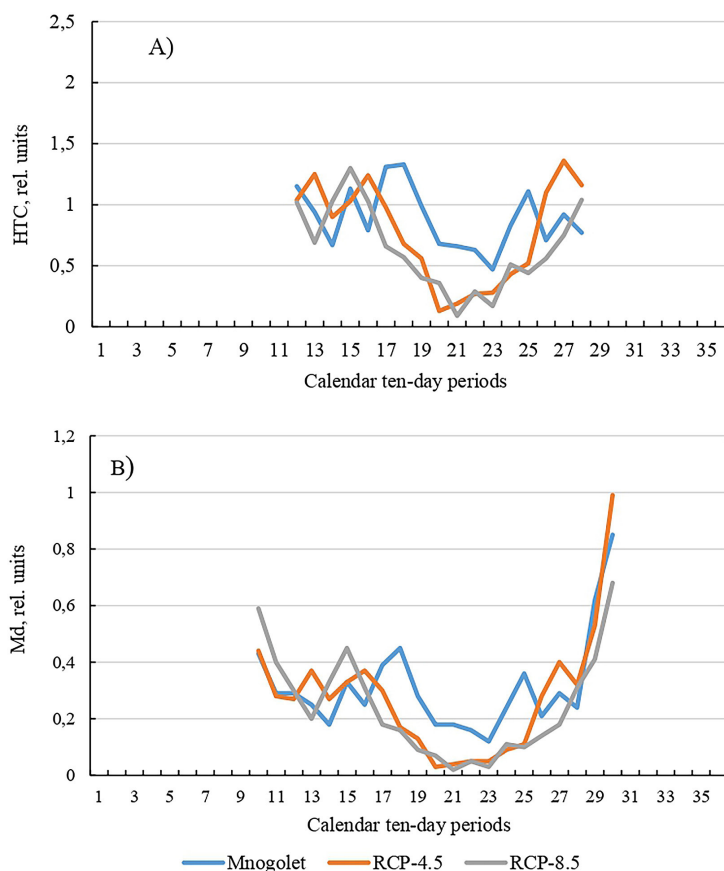 2,5
A)
2
1,5
1
0,5
0
HTC, rel. units
1 3 5 7 9 11 13 15 17 19 21 23 25 27 29 31 33 35
Calendar ten-day periods
1,2
B)
1
0,8
0,6
0,4
0,2
0
Md, rel. units
1 3 5 7 9 11 13 15 17 19 21 23 25 27 29 31 33 35
Calendar ten-day periods
Mnogolet RCP-4.5 RCP-8.5